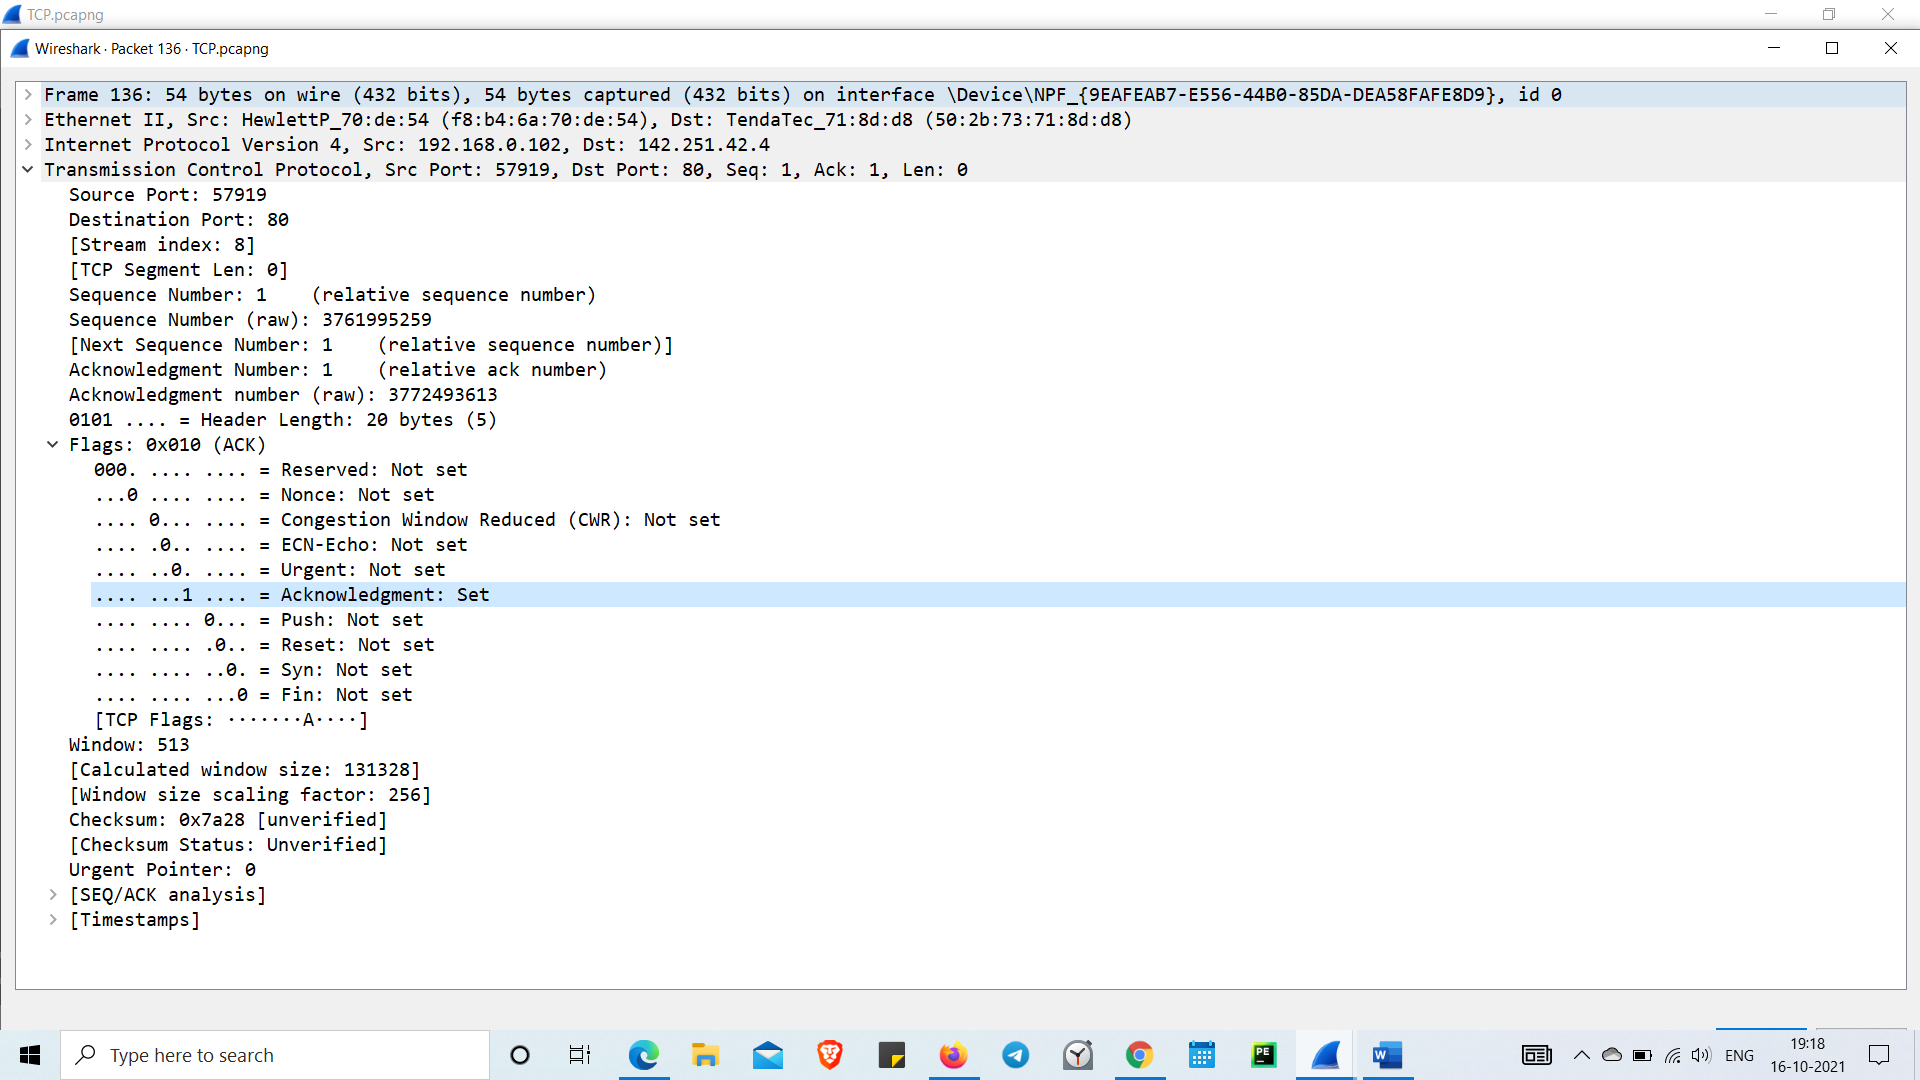 TCP.pcapng
Wireshark · Packet 136 · TCP.pcapng
Frame 136: 54 bytes on wire (432 bits), 54 bytes captured (432 bits) on interface \Device\NPF_{9EAFEAB7-E556-44B0-85DA-DEA58FAFE8D9}, id 0
Ethernet II, Src: HewlettP_70:de:54 (f8:b4:6a:70:de:54), Dst: TendaTec_71:8d:d8 (50:2b:73:71:8d:d8)
Internet Protocol Version 4, Src: 192.168.0.102, Dst: 142.251.42.4
Transmission Control Protocol, Src Port: 57919, Dst Port: 80, Seq: 1, Ack: 1, Len: 0
Source Port: 57919
Destination Port: 80
[Stream index: 8]
[TCP Segment Len: 0]
Sequence Number: 1    (relative sequence number)
Sequence Number (raw): 3761995259
[Next Sequence Number: 1    (relative sequence number)]
Acknowledgment Number: 1    (relative ack number)
Acknowledgment number (raw): 3772493613
0101 .... = Header Length: 20 bytes (5)
Flags: 0x010 (ACK)
000. .... .... = Reserved: Not set
...0 .... .... = Nonce: Not set
.... 0... .... = Congestion Window Reduced (CWR): Not set
.... .0.. .... = ECN-Echo: Not set
.... ..0. .... = Urgent: Not set
.... ...1 .... = Acknowledgment: Set
.... .... 0... = Push: Not set
.... .... .0.. = Reset: Not set
.... .... ..0. = Syn: Not set
.... .... ...0 = Fin: Not set
[TCP Flags: ·······A····]
Window: 513
[Calculated window size: 131328]
[Window size scaling factor: 256]
Checksum: 0x7a28 [unverified]
[Checksum Status: Unverified]
Urgent Pointer: 0
[SEQ/ACK analysis]
[Timestamps]
Type here to search
PE
W
ENG
19:18
16-10-2021